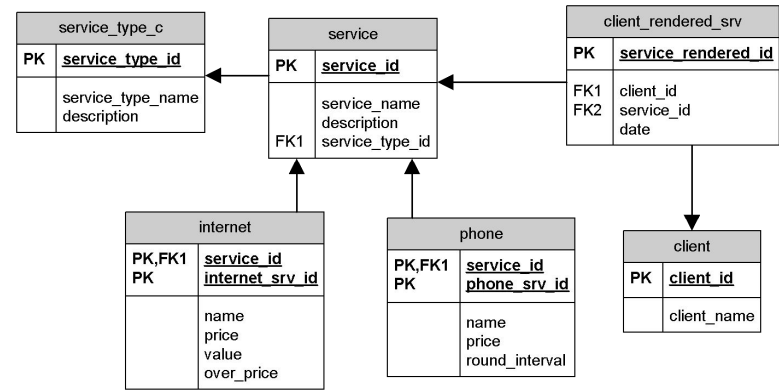 service_type_c
PK service_type_id
service_type_name
description
service
PK service_id
service_name
description
FK1 service_type_id
client_rendered_srv
PK service_rendered_id
FK1 client_id
FK2 service_id
date
internet
PK,FK1 service_id
PK internet_srv_id
name
price
value
over_price
phone
PK,FK1 service_id
PK phone_srv_id
name
price
round_interval
client
PK client_id
client_name